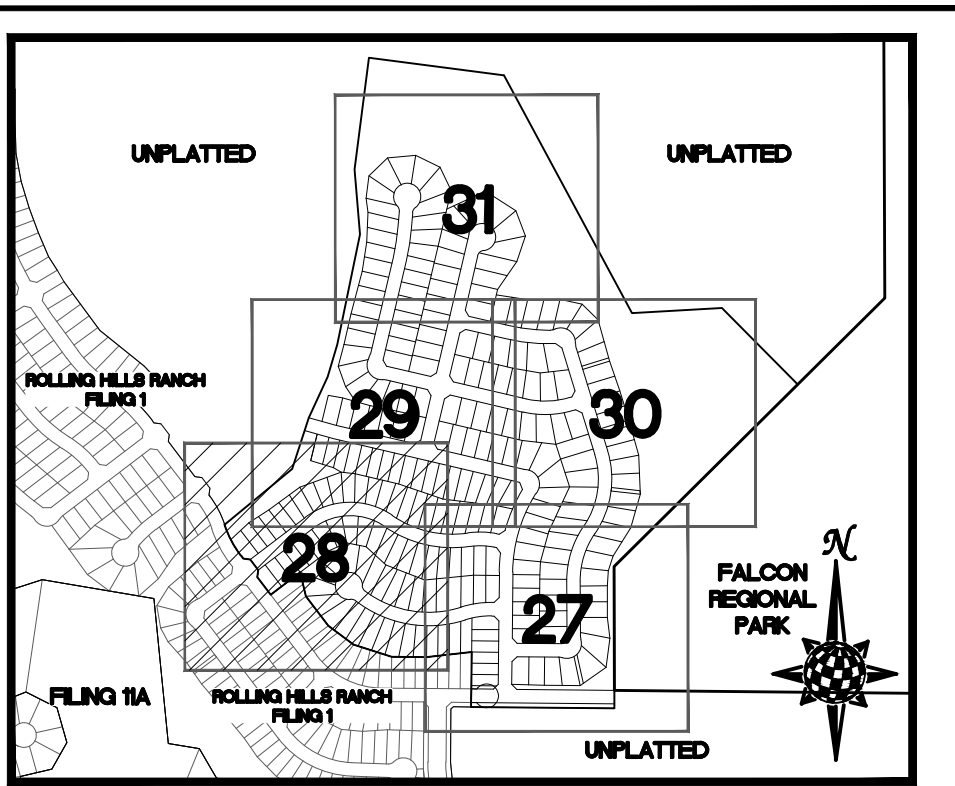 UNPLATTED
UNPLATTED
31
ROLLING HILLS RANCH
FILING 1
29
30
28
N
FALCON
REGIONAL
PARK
27
FILING 11A
ROLLING HILLS RANCH
FILING 1
UNPLATTED